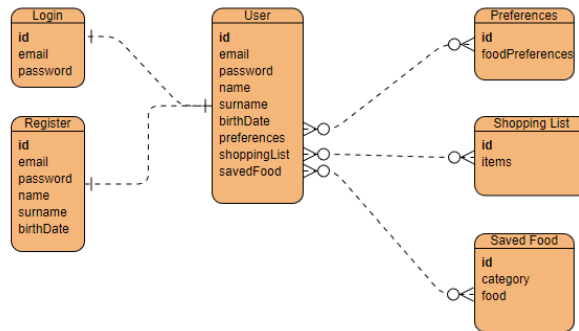 Login
id
email
password
Register
id
email
password
name
surname
birthDate
User
id
email
password
name
surname
birthDate
preferences
shoppingList
savedFood
Preferences
id
foodPreferences
Shopping List
id
items
Saved Food
id
category
food